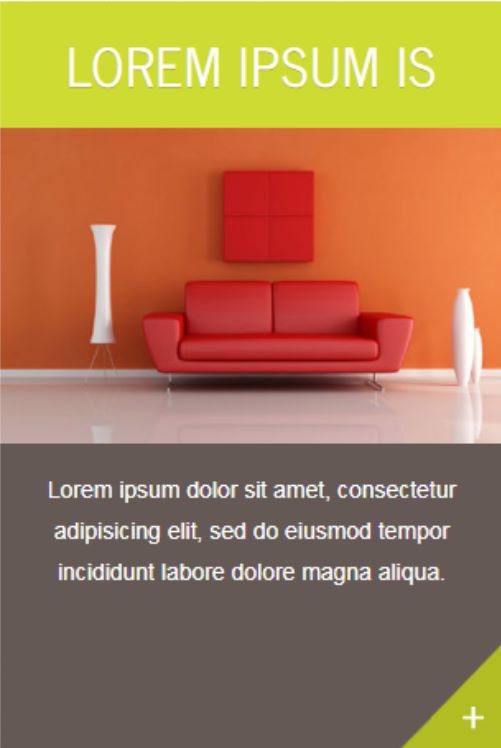 LOREM IPSUM IS
Lorem ipsum dolor sit amet, consectetur
adipisicing elit, sed do eiusmod tempor
incididunt labore dolore magna aliqua.
+